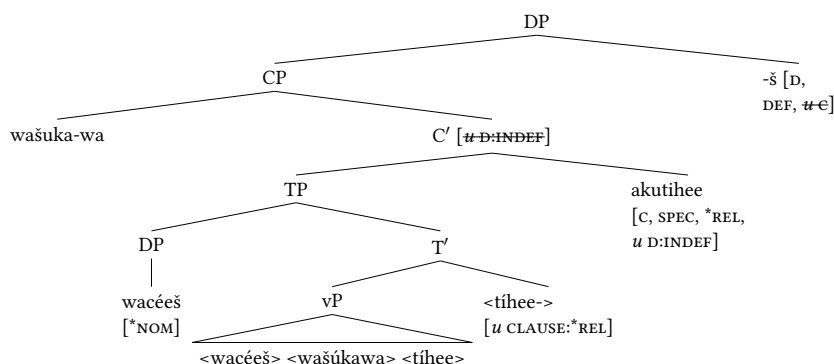 DP
CP
-š [D,
DEF, u C]
wašuka-wa
C′ [u D:INDEF]
TP
akutihee
[C, SPEC, *REL,
u D:INDEF]
DP
T′
wacéeš
[*NOM]
vP
<tíhee->
[u CLAUSE:*REL]
<wacéeš> <wašúkawa> <tíhee>